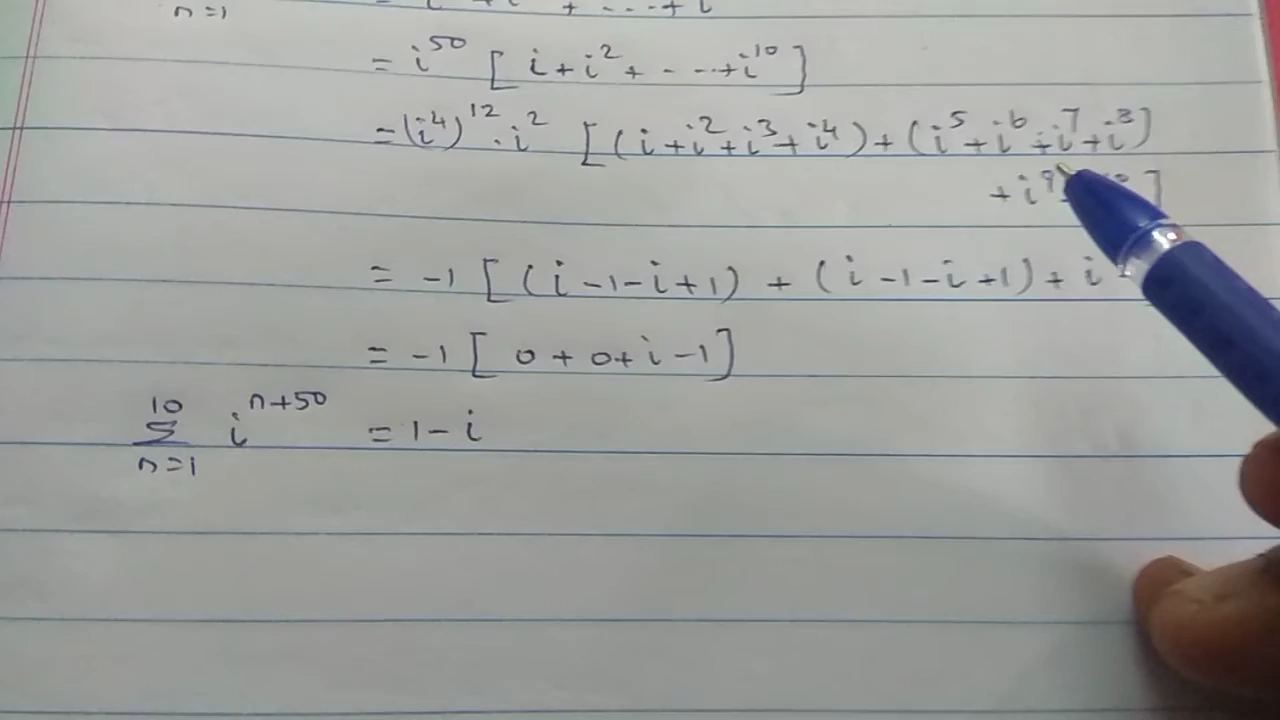 n=1
= i^50 [ i + i^2 + - - - + i^10 ]
= (i^4)^12 . i^2 [ (i + i^2 + i^3 + i^4) + (i^5 + i^6 + i^7 + i^8)
+ i^9 ]
= -1 [ (i -1 -i +1) + (i -1 -i +1) + i
= -1 [ 0 + 0 + i -1 ]
10
Σ i^n+50 = 1 - i
n=1